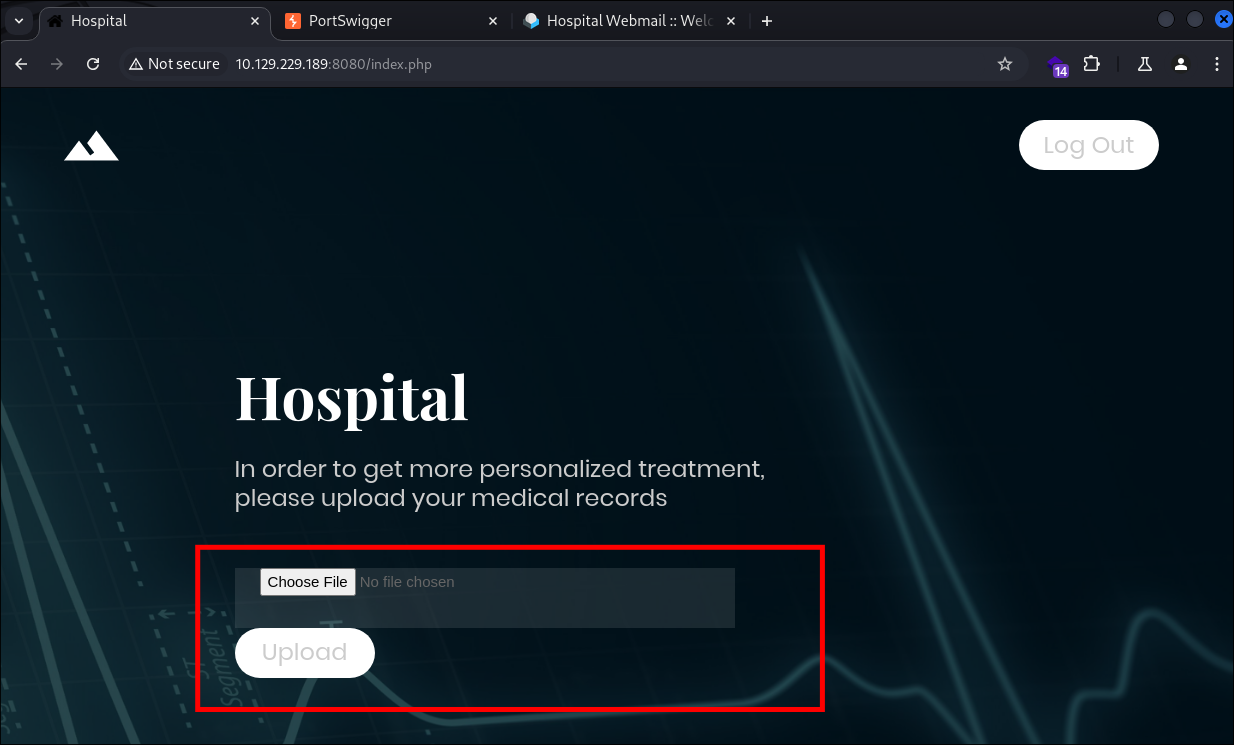 Hospital
PortSwigger
Hospital Webmail :: Welc
Not secure
10.129.229.189:8080/index.php
14
Log Out
Hospital
In order to get more personalized treatment,
please upload your medical records
Choose File No file chosen
Upload
ST
Segment